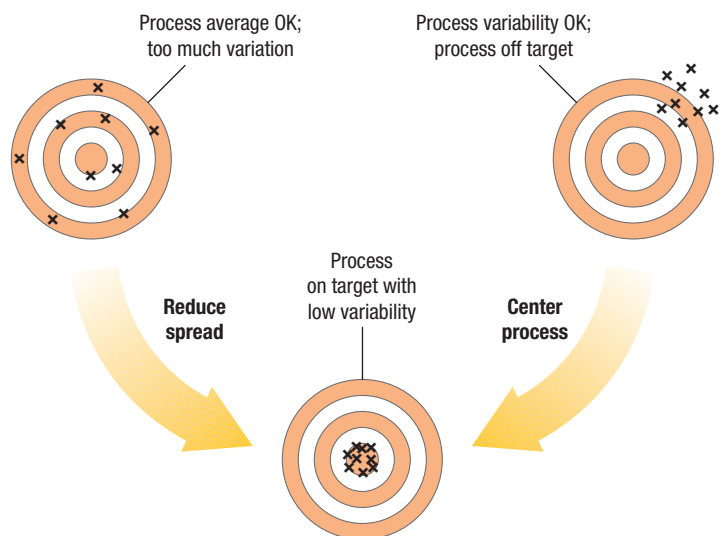 Process average OK;
too much variation
Process variability OK;
process off target
Process
on target with
low variability
Reduce
spread
Center
process